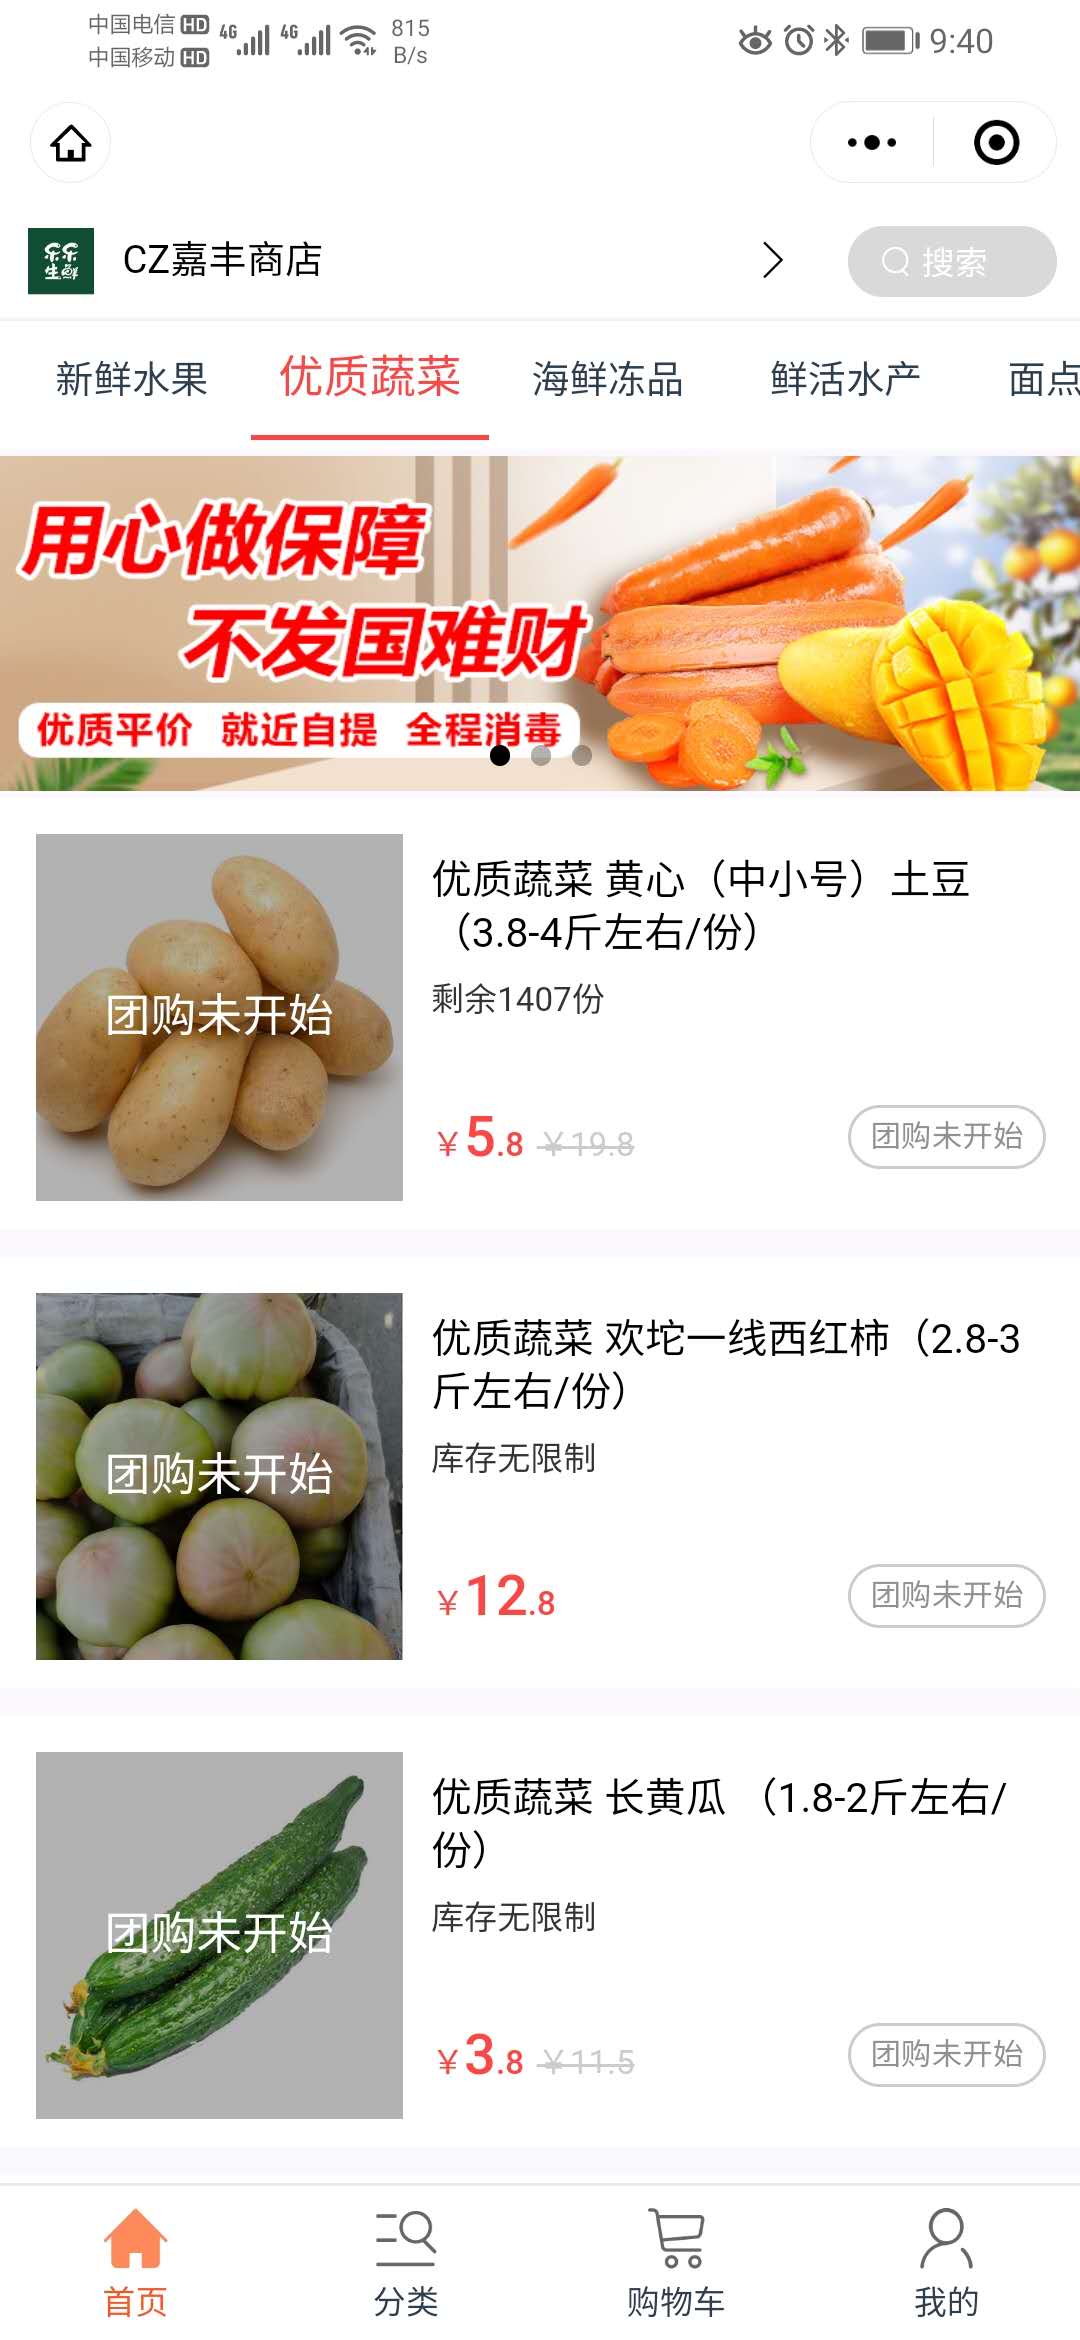 中国电信 HD 4G 4G 815 9:40
中国移动 HD B/s
乐乐生鲜
CZ嘉丰商店
搜索
新鲜水果 优质蔬菜 海鲜冻品 鲜活水产 面点
用心做保障
不发国难财
优质平价 就近自提 全程消毒
团购未开始
优质蔬菜 黄心（中小号）土豆
（3.8-4斤左右/份）
剩余1407份
¥5.8 ¥19.8
团购未开始
团购未开始
优质蔬菜 欢坨一线西红柿（2.8-3
斤左右/份）
库存无限制
¥12.8
团购未开始
团购未开始
优质蔬菜 长黄瓜 （1.8-2斤左右/
份）
库存无限制
¥3.8 ¥11.5
团购未开始
首页 分类 购物车 我的